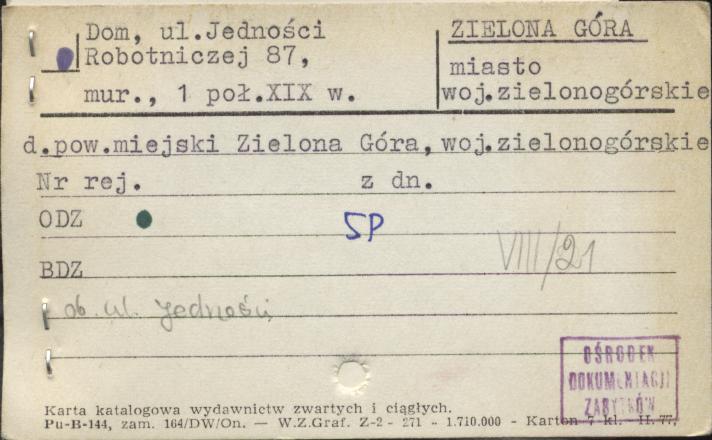 Dom, ul.Jedności
Robotniczej 87,
mur., 1 poł.XIX w.
ZIELONA GÓRA
miasto
woj.zielonogórskie
d.pow.miejski Zielona Góra, woj.zielonogórskie
Nr rej. z dn.
ODZ
5P
VIII/21
BDZ
ob. ul. Jedności
OŚRODEK
DOKUMENTACJI
ZABYTKÓW
Karta katalogowa wydawnictw zwartych i ciągłych.
Pu-B-144, zam. 164/DW/On. — W.Z.Graf. Z-2 - 271 - 1.710.000 - Karton 7 kl. - II. 77.